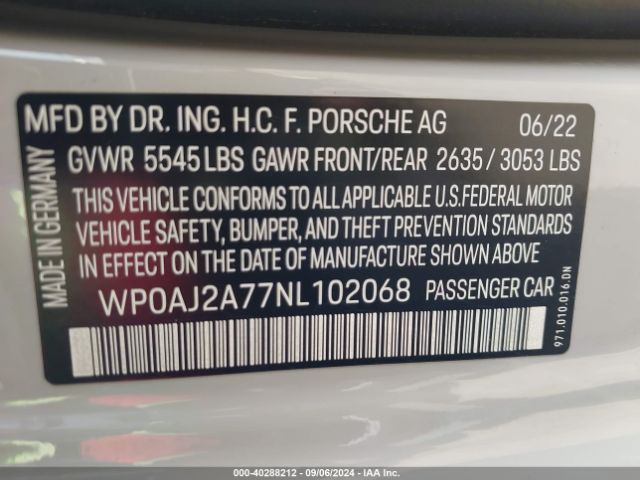 MFD BY DR. ING. H.C. F. PORSCHE AG 06/22
GVWR 5545 LBS GAWR FRONT/REAR 2635 / 3053 LBS
THIS VEHICLE CONFORMS TO ALL APPLICABLE U.S. FEDERAL MOTOR
VEHICLE SAFETY, BUMPER, AND THEFT PREVENTION STANDARDS
IN EFFECT ON THE DATE OF MANUFACTURE SHOWN ABOVE
WP0AJ2A77NL102068 PASSENGER CAR
MADE IN GERMANY
971.010.016.DN
000-40288212 - 09/06/2024 - IAA Inc.